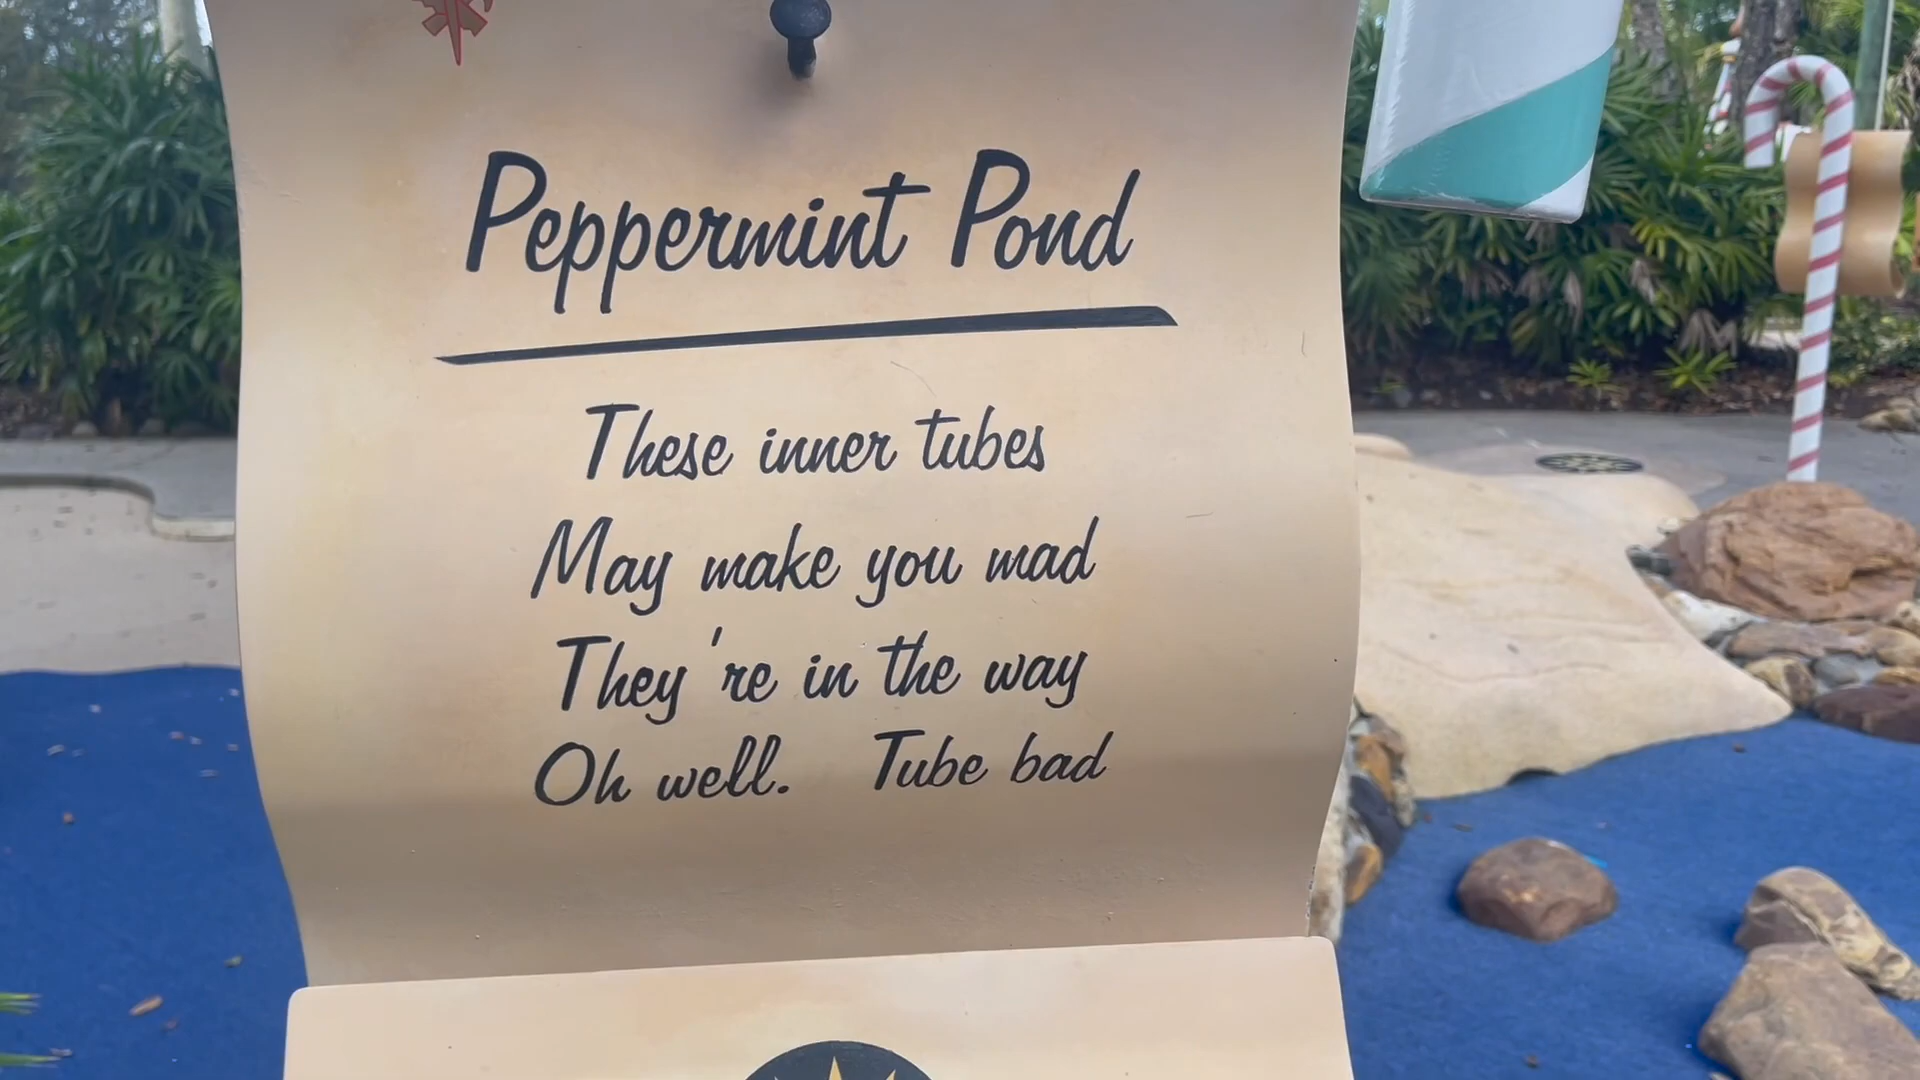 Peppermint Pond
These inner tubes
May make you mad
They're in the way
Oh well. Tube bad